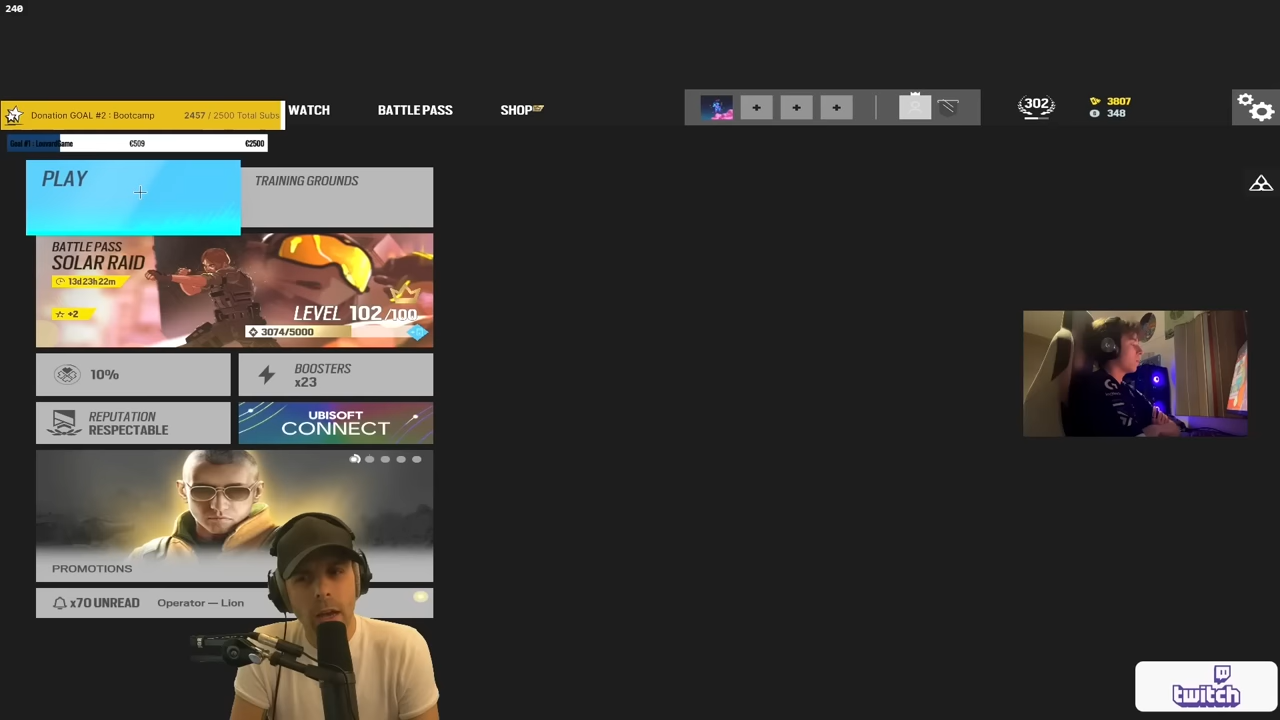 240
Donation GOAL #2 : Bootcamp
2457 / 2500 Total Subs
WATCH
BATTLE PASS
SHOP
302
3807
348
€509
€2500
PLAY
TRAINING GROUNDS
BATTLE PASS
SOLAR RAID
13d23h22m
+2
LEVEL 102/100
3074/5000
10%
BOOSTERS
x23
REPUTATION
RESPECTABLE
UBISOFT
CONNECT
PROMOTIONS
x70 UNREAD
Operator — Lion
twitch